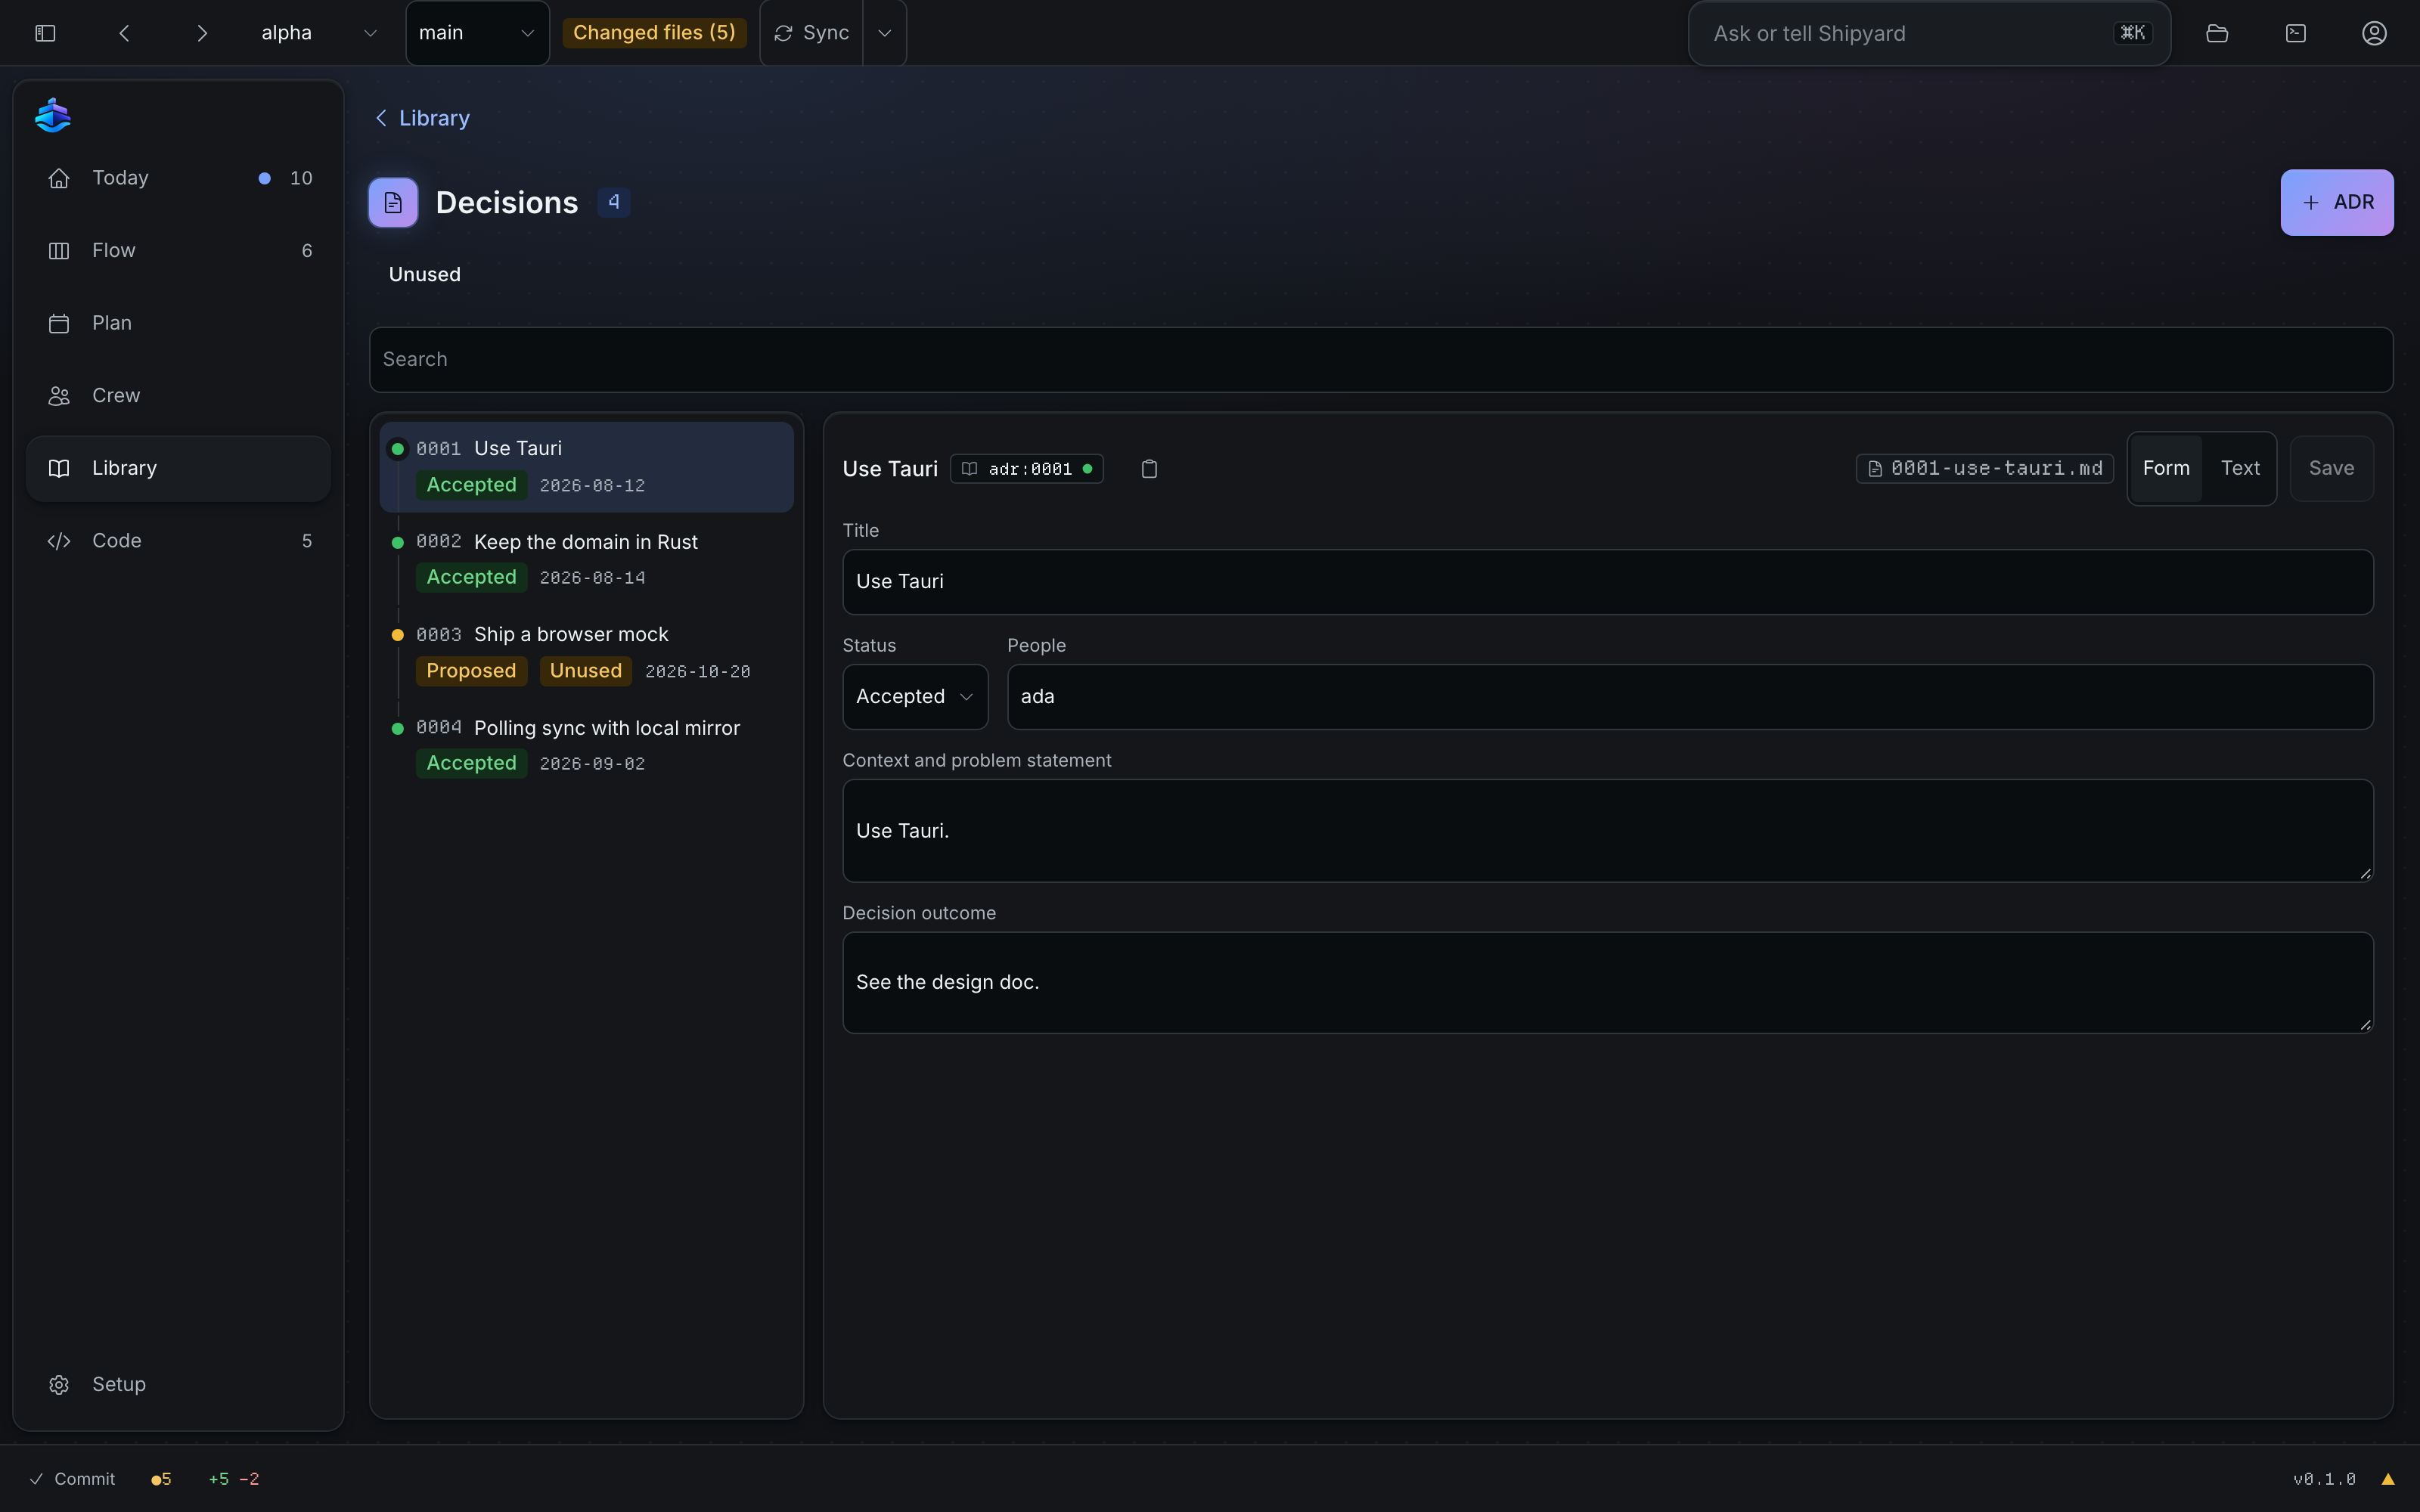 alpha main Changed files (5) Sync Ask or tell Shipyard ⌘K
Today 10
Flow 6
Plan
Crew
Library
Code 5
Setup
Library
Decisions 4
+ ADR
Unused
Search
0001 Use Tauri
Accepted 2026-08-12
0002 Keep the domain in Rust
Accepted 2026-08-14
0003 Ship a browser mock
Proposed Unused 2026-10-20
0004 Polling sync with local mirror
Accepted 2026-09-02
Use Tauri adr:0001 0001-use-tauri.md Form Text Save
Title
Use Tauri
Status People
Accepted ada
Context and problem statement
Use Tauri.
Decision outcome
See the design doc.
Commit 5 +5 -2 v0.1.0